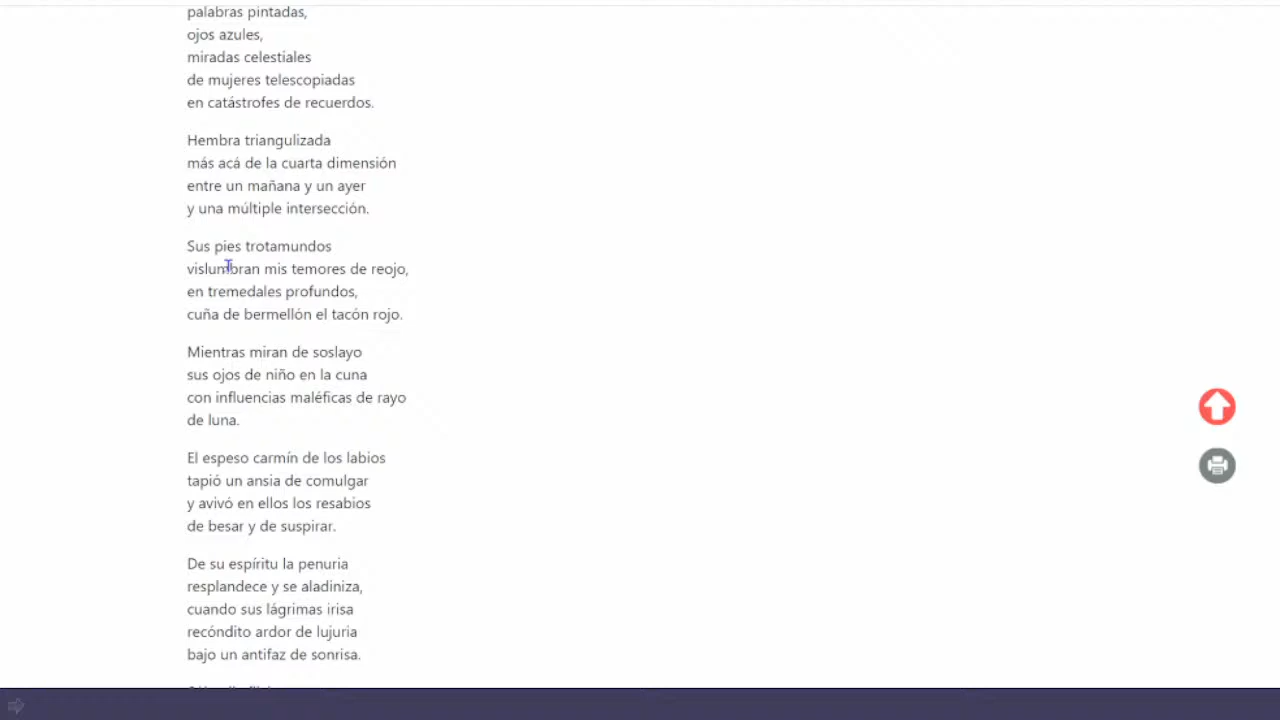 palabras pintadas,
ojos azules,
miradas celestiales
de mujeres telescopiadas
en catástrofes de recuerdos.
Hembra triangulizada
más acá de la cuarta dimensión
entre un mañana y un ayer
y una múltiple intersección.
Sus pies trotamundos
vislumbran mis temores de reojo,
en tremedales profundos,
cuña de bermellón el tacón rojo.
Mientras miran de soslayo
sus ojos de niño en la cuna
con influencias maléficas de rayo
de luna.
El espeso carmín de los labios
tapió un ansia de comulgar
y avivó en ellos los resabios
de besar y de suspirar.
De su espíritu la penuria
resplandece y se aladiniza,
cuando sus lágrimas irisa
recóndito ardor de lujuria
bajo un antifaz de sonrisa.